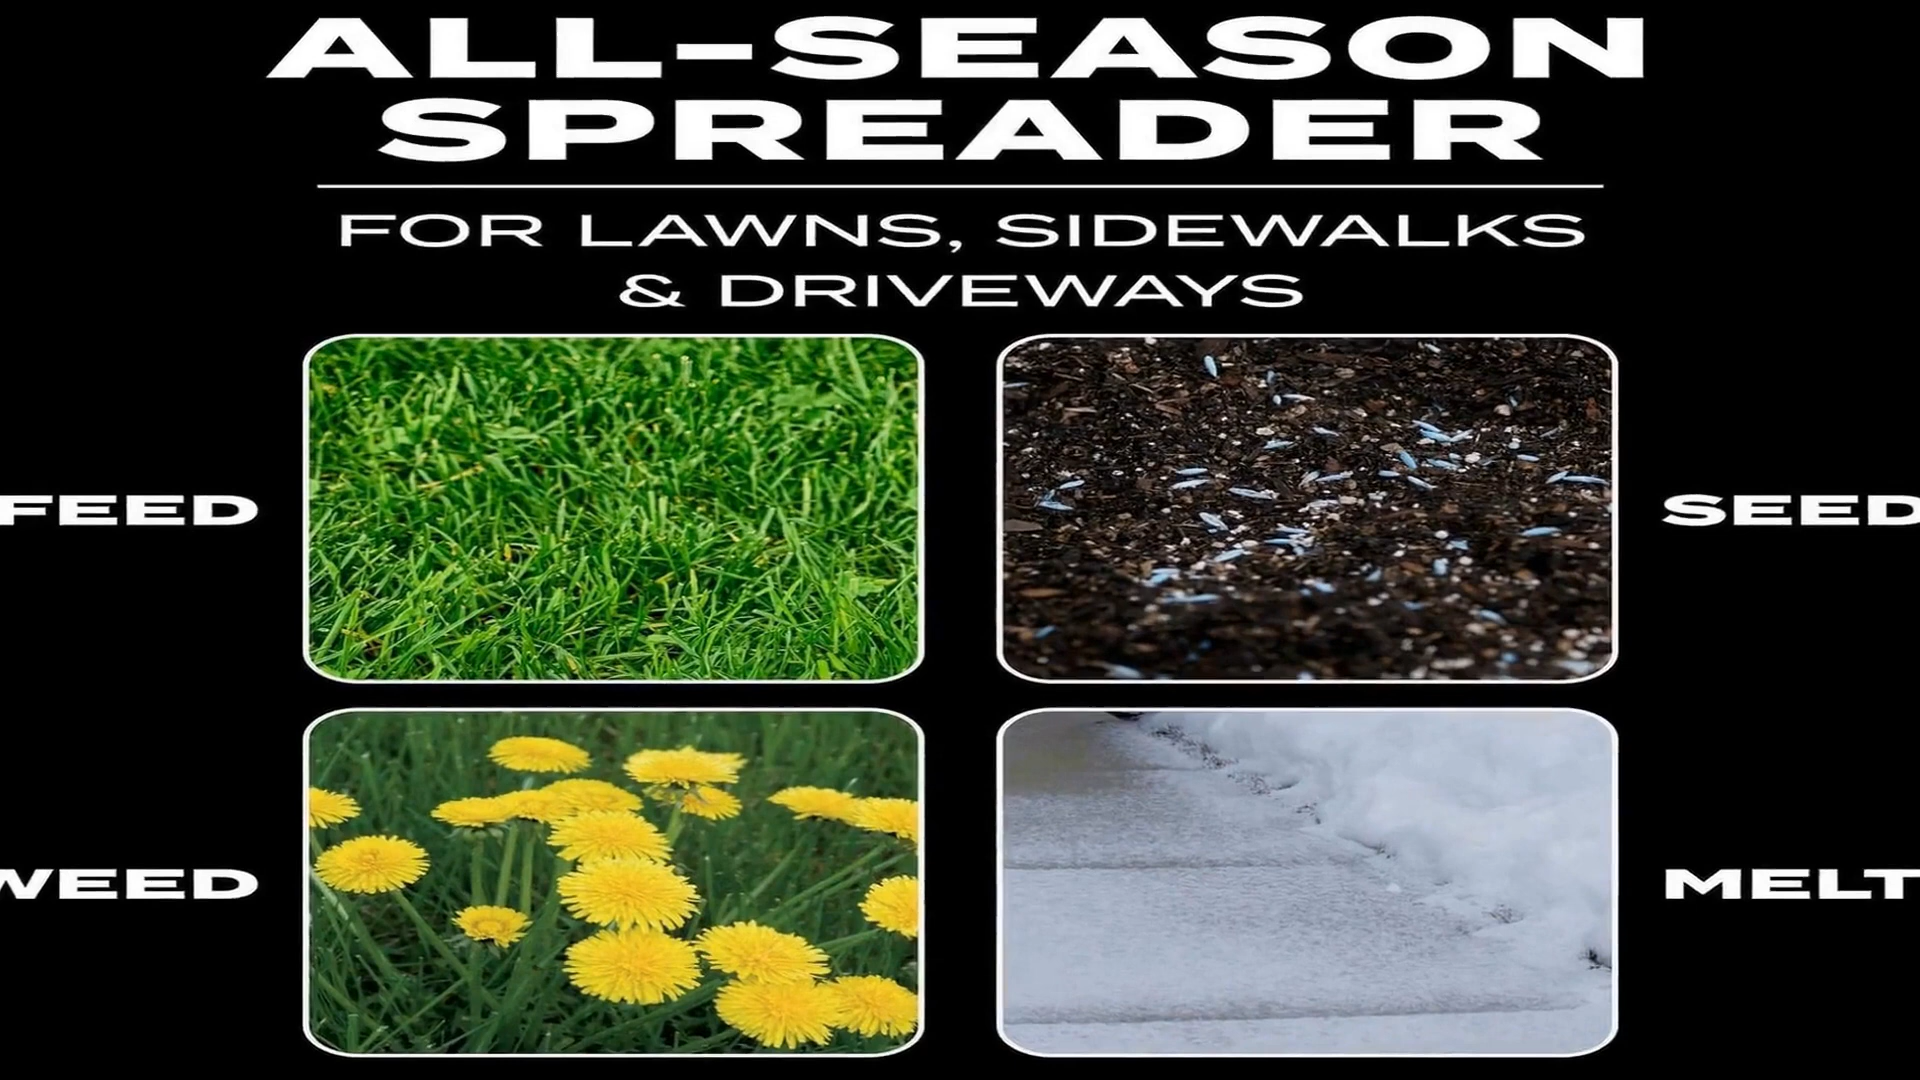 ALL-SEASON
SPREADER
FOR LAWNS, SIDEWALKS
& DRIVEWAYS
FEED
SEED
WEED
MELT